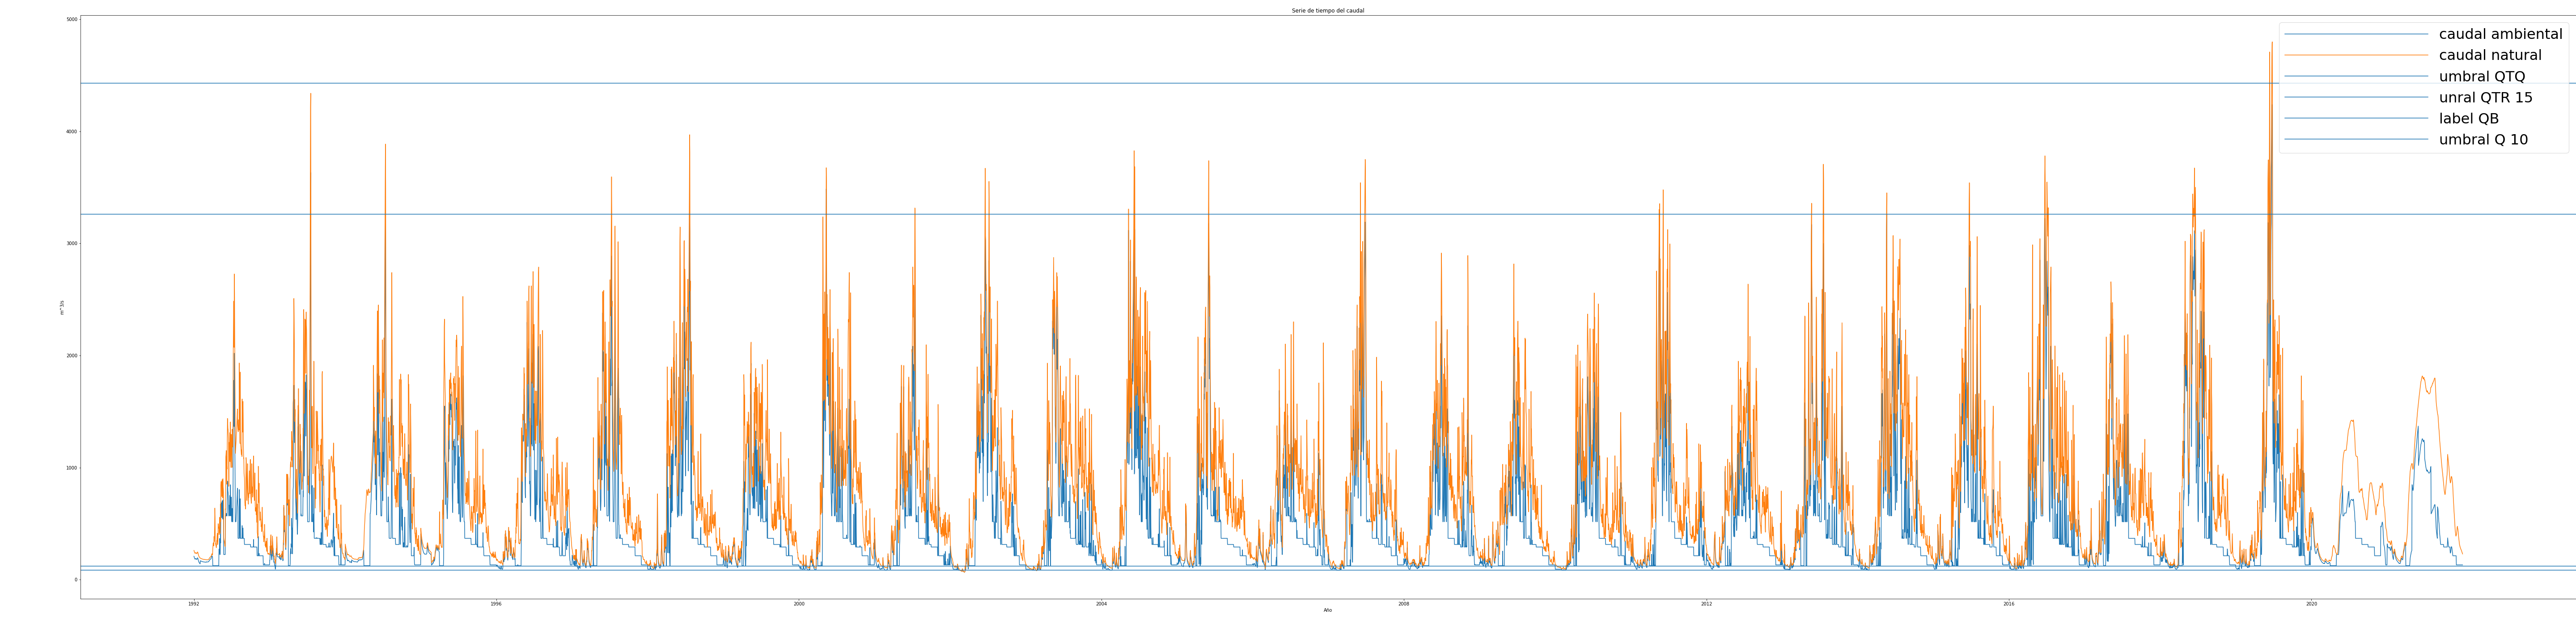 Serie de tiempo del caudal
5000
4000
3000
2000
1000
0
m^3/s
caudal ambiental
caudal natural
umbral QTQ
unral QTR 15
label QB
umbral Q 10
1992
1996
2000
2004
2008
2012
2016
2020
Año